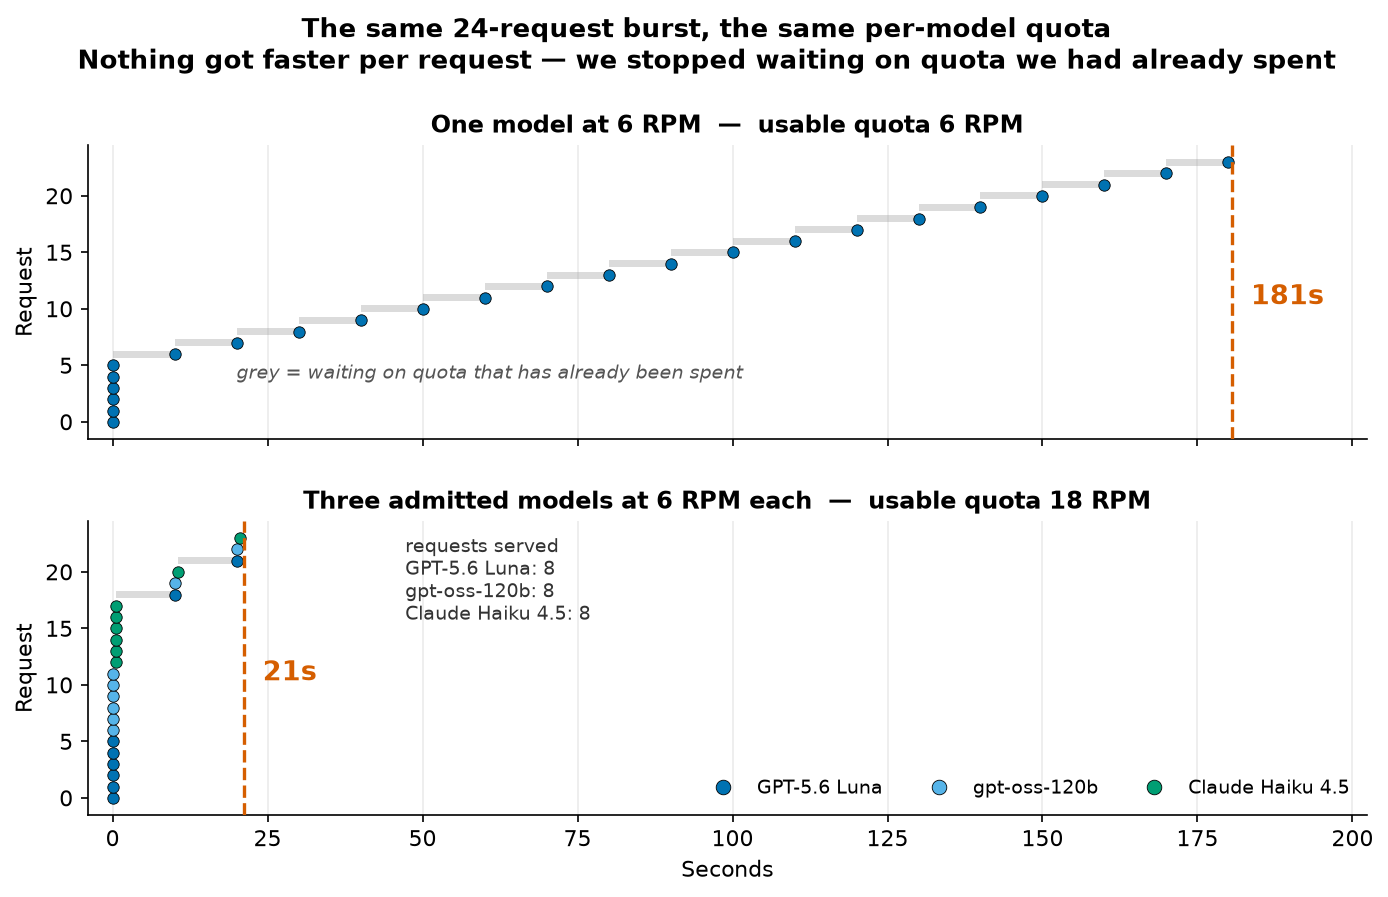 The same 24-request burst, the same per-model quota
Nothing got faster per request — we stopped waiting on quota we had already spent
One model at 6 RPM — usable quota 6 RPM
20
15
10
5
0
Request
181s
grey = waiting on quota that has already been spent
Three admitted models at 6 RPM each — usable quota 18 RPM
20
15
10
5
0
Request
requests served
GPT-5.6 Luna: 8
gpt-oss-120b: 8
Claude Haiku 4.5: 8
21s
GPT-5.6 Luna gpt-oss-120b Claude Haiku 4.5
0 25 50 75 100 125 150 175 200
Seconds